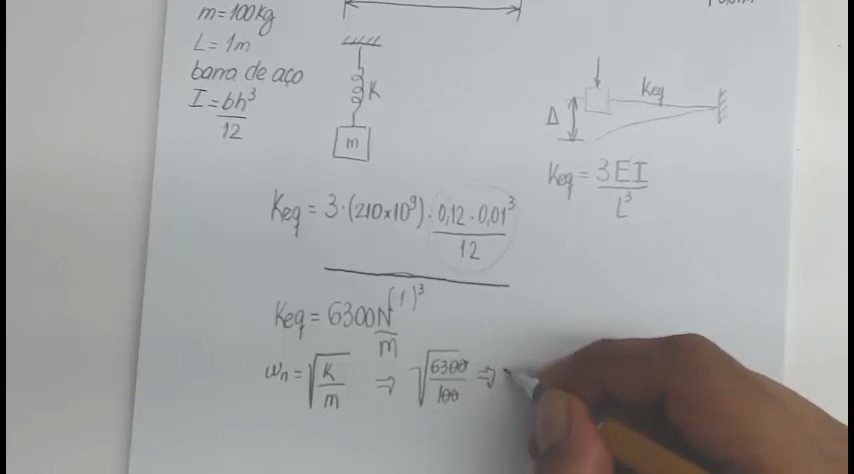 m=100kg
L=1m
barra de aço
I=bh³/12
K
m
Keq
Δ
Keq = 3EI/L³
Keq = 3·(210x10⁹)·0,12·0,01³/12
(1)³
Keq = 6300 N/m
ωn = √K/m ⇒ √6300/100 ⇒